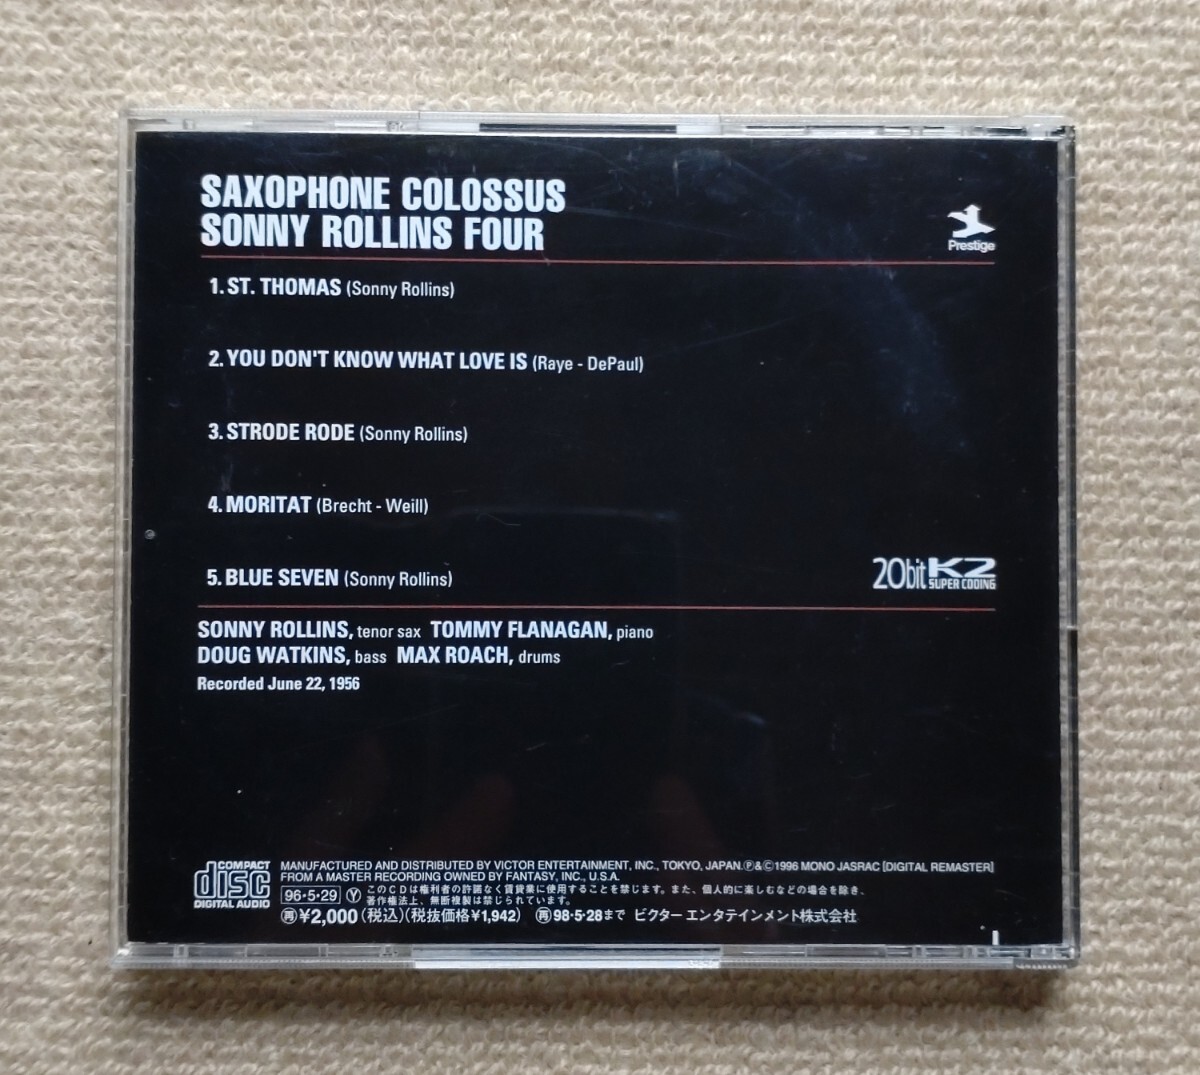 SAXOPHONE COLOSSUS
SONNY ROLLINS FOUR
Prestige
1. ST. THOMAS (Sonny Rollins)
2. YOU DON'T KNOW WHAT LOVE IS (Raye - DePaul)
3. STRODE RODE (Sonny Rollins)
4. MORITAT (Brecht - Weill)
5. BLUE SEVEN (Sonny Rollins)
20bit K2
SUPER CODING
SONNY ROLLINS, tenor sax TOMMY FLANAGAN, piano
DOUG WATKINS, bass MAX ROACH, drums
Recorded June 22, 1956
COMPACT
disc
DIGITAL AUDIO
MANUFACTURED AND DISTRIBUTED BY VICTOR ENTERTAINMENT, INC., TOKYO, JAPAN. ℗&©1996 MONO JASRAC [DIGITAL REMASTER]
FROM A MASTER RECORDING OWNED BY FANTASY, INC., U.S.A.
96・5・29 Ⓨ このCDは権利者の許諾なく賃貸業に使用することを禁じます。また、個人的に楽しむなどの場合を除き、
著作権法上、無断複製は禁じられています。
再 ¥2,000 (税込)(税抜価格¥1,942) 再 98・5・28まで ビクター エンタテインメント株式会社